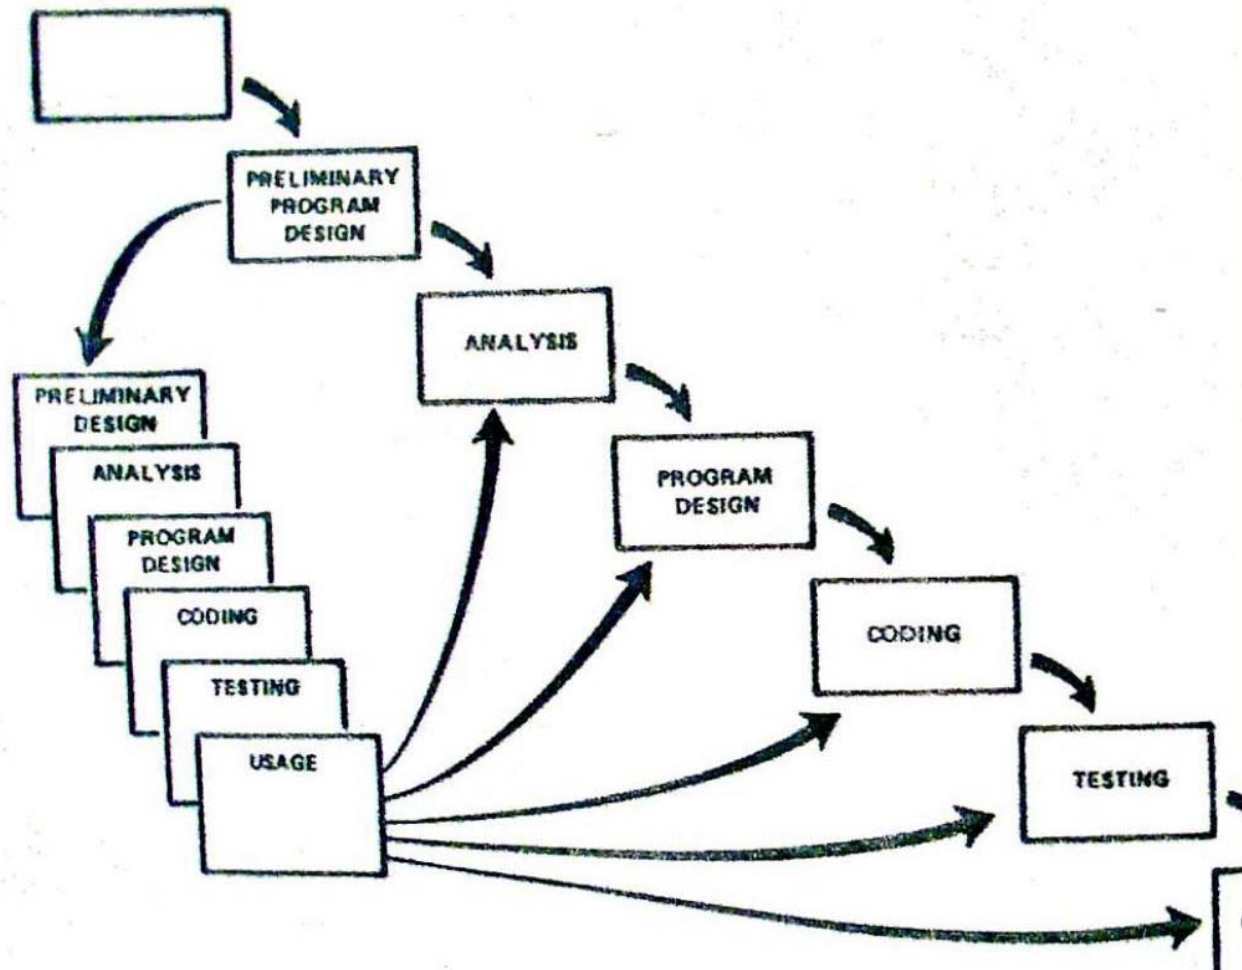 PRELIMINARY
PROGRAM
DESIGN
ANALYSIS
PROGRAM
DESIGN
CODING
TESTING
PRELIMINARY
DESIGN
ANALYSIS
PROGRAM
DESIGN
CODING
TESTING
USAGE